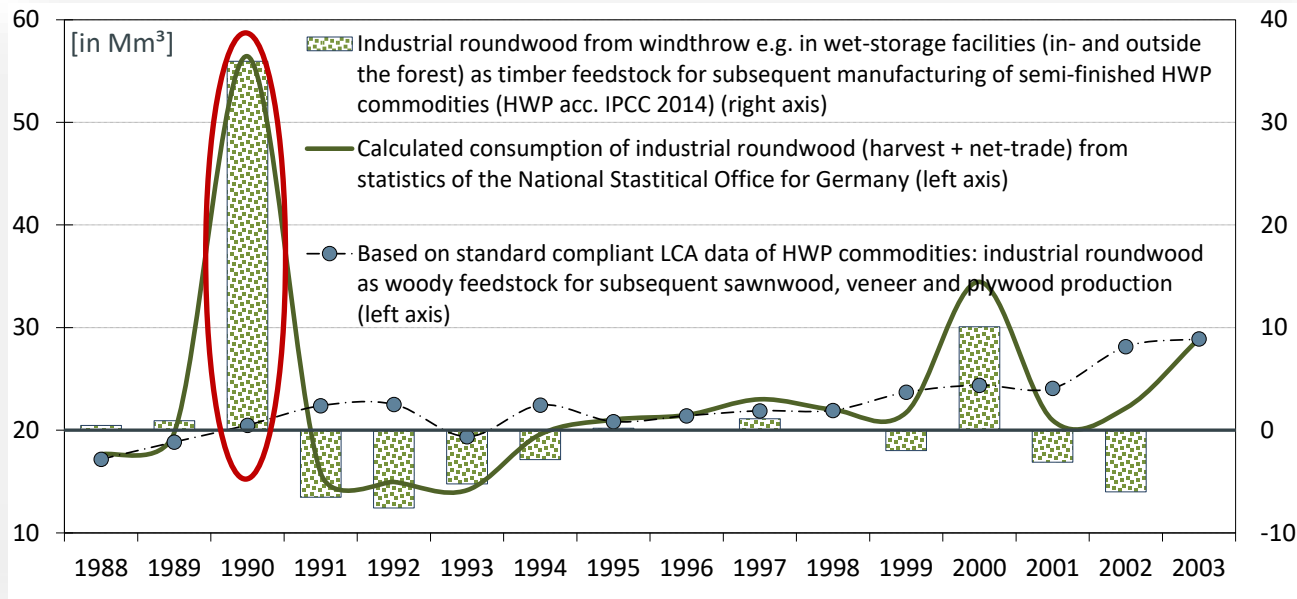 60
40
[in Mm³]
Industrial roundwood from windthrow e.g. in wet-storage facilities (in- and outside
the forest) as timber feedstock for subsequent manufacturing of semi-finished HWP
commodities (HWP acc. IPCC 2014) (right axis)
50
30
Calculated consumption of industrial roundwood (harvest + net-trade) from
statistics of the National Stastitical Office for Germany (left axis)
40
20
Based on standard compliant LCA data of HWP commodities: industrial roundwood
as woody feedstock for subsequent sawnwood, veneer and plywood production
(left axis)
30
10
20
0
10
-10
1988 1989 1990 1991 1992 1993 1994 1995 1996 1997 1998 1999 2000 2001 2002 2003